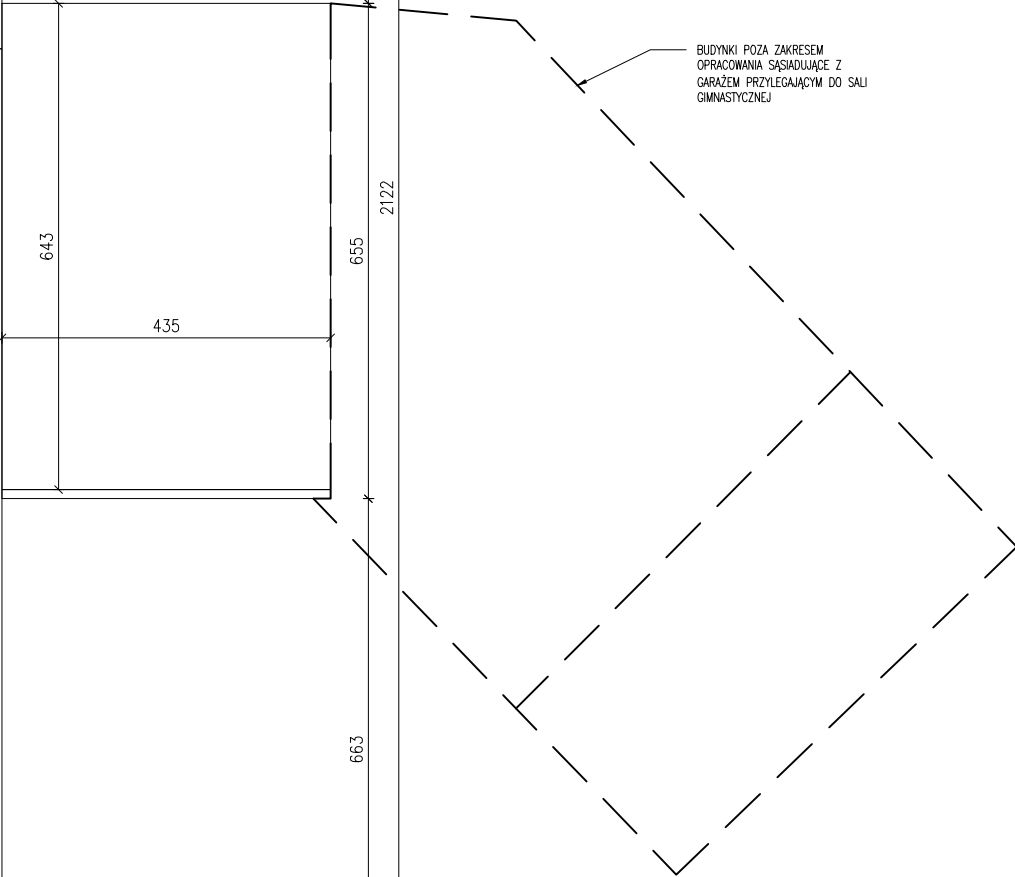 BUDYNKI POZA ZAKRESEM
OPRACOWANIA SĄSIADUJĄCE Z
GARAŻEM PRZYLEGAJĄCYM DO SALI
GIMNASTYCZNEJ
2122
643
655
435
663